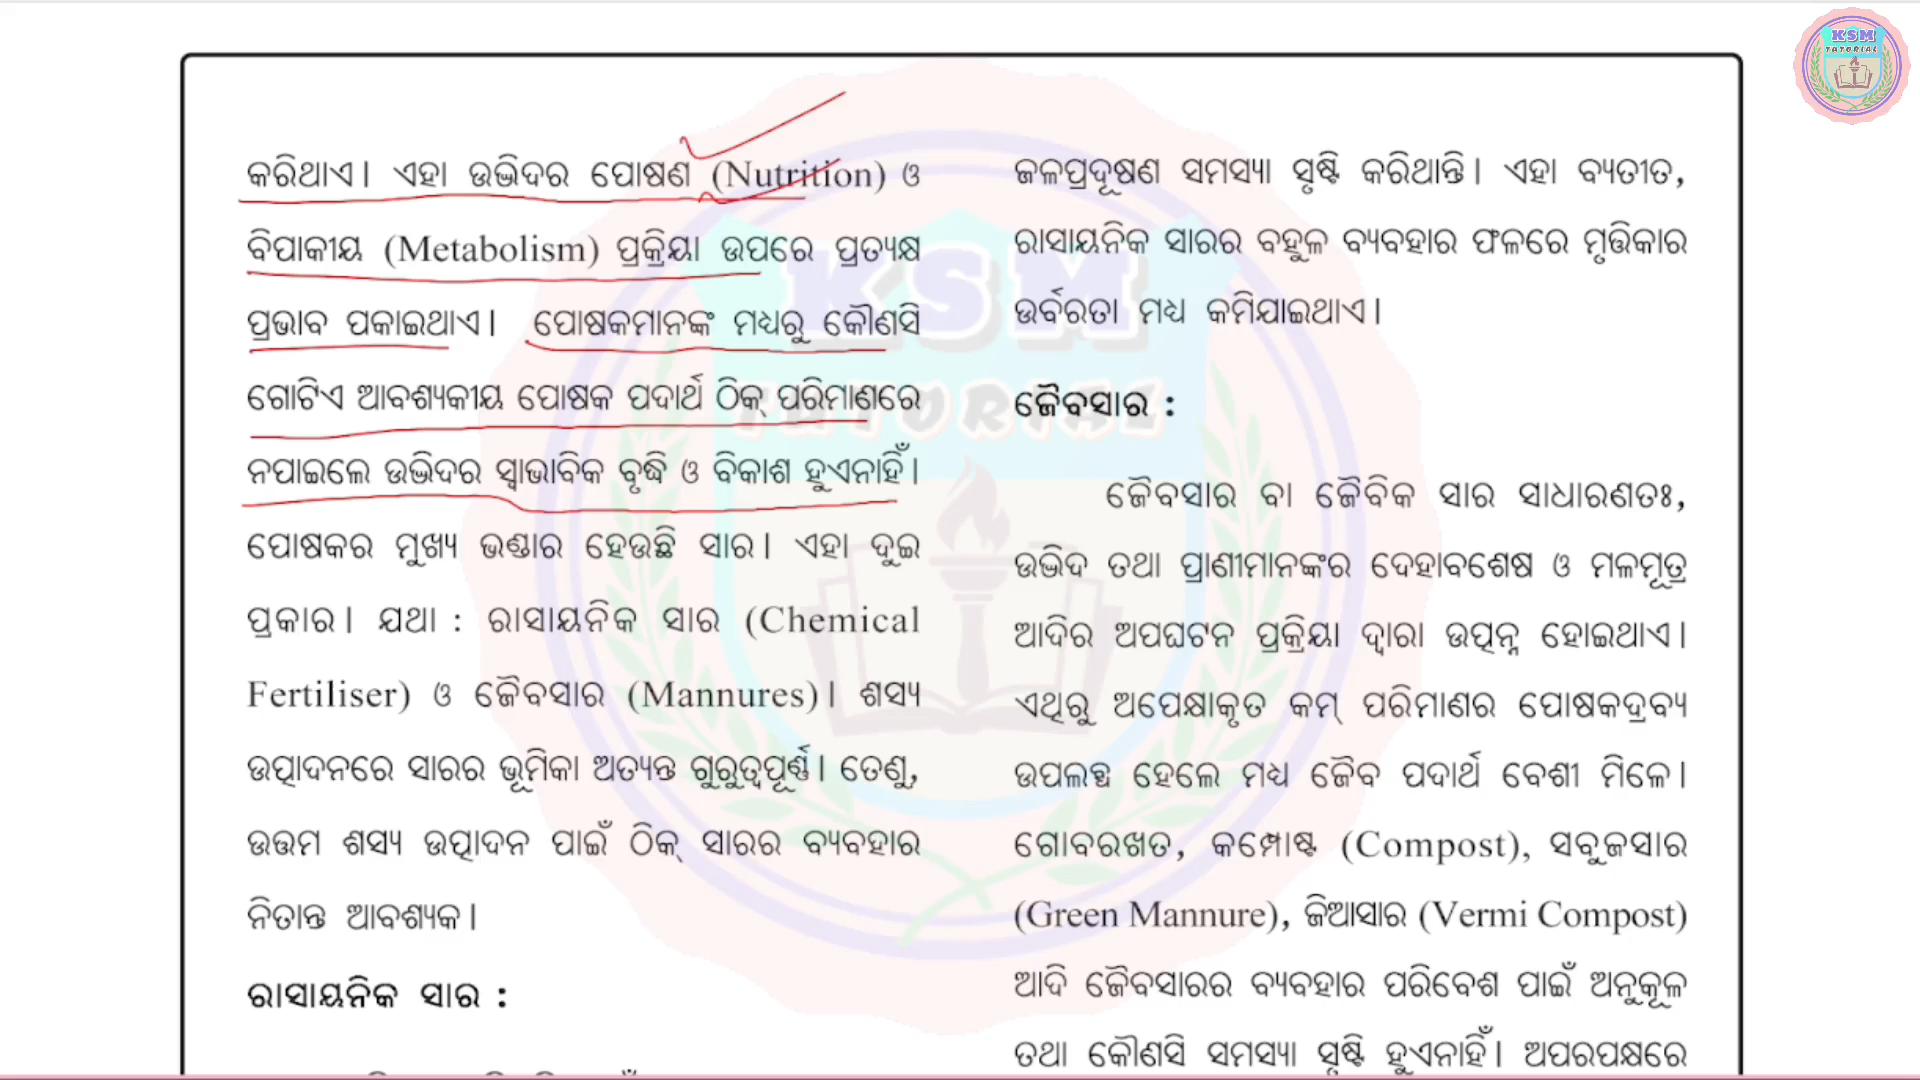 KSM
TUTORIAL
କରିଥାଏ। ଏହା ଉଦ୍ଭିଦର ପୋଷଣ (Nutrition) ଓ
ବିପାକୀୟ (Metabolism) ପ୍ରକ୍ରିୟା ଉପରେ ପ୍ରତ୍ୟକ୍ଷ
ପ୍ରଭାବ ପକାଇଥାଏ। ପୋଷକମାନଙ୍କ ମଧ୍ୟରୁ କୌଣସି
ଗୋଟିଏ ଆବଶ୍ୟକୀୟ ପୋଷକ ପଦାର୍ଥ ଠିକ୍ ପରିମାଣରେ
ନପାଇଲେ ଉଦ୍ଭିଦର ସ୍ୱାଭାବିକ ବୃଦ୍ଧି ଓ ବିକାଶ ହୁଏନାହିଁ।
ପୋଷକର ମୁଖ୍ୟ ଭଣ୍ଡାର ହେଉଛି ସାର। ଏହା ଦୁଇ
ପ୍ରକାର। ଯଥା : ରାସାୟନିକ ସାର (Chemical
Fertiliser) ଓ ଜୈବସାର (Mannures)। ଶସ୍ୟ
ଉତ୍ପାଦନରେ ସାରର ଭୂମିକା ଅତ୍ୟନ୍ତ ଗୁରୁତ୍ୱପୂର୍ଣ୍ଣ। ତେଣୁ,
ଉତ୍ତମ ଶସ୍ୟ ଉତ୍ପାଦନ ପାଇଁ ଠିକ୍ ସାରର ବ୍ୟବହାର
ନିତାନ୍ତ ଆବଶ୍ୟକ।
ରାସାୟନିକ ସାର :
ଜଳପ୍ରଦୂଷଣ ସମସ୍ୟା ସୃଷ୍ଟି କରିଥାନ୍ତି। ଏହା ବ୍ୟତୀତ,
ରାସାୟନିକ ସାରର ବହୁଳ ବ୍ୟବହାର ଫଳରେ ମୃତ୍ତିକାର
ଉର୍ବରତା ମଧ୍ୟ କମିଯାଇଥାଏ।
ଜୈବସାର :
ଜୈବସାର ବା ଜୈବିକ ସାର ସାଧାରଣତଃ,
ଉଦ୍ଭିଦ ତଥା ପ୍ରାଣୀମାନଙ୍କର ଦେହାବଶେଷ ଓ ମଳମୂତ୍ର
ଆଦିର ଅପଘଟନ ପ୍ରକ୍ରିୟା ଦ୍ୱାରା ଉତ୍ପନ୍ନ ହୋଇଥାଏ।
ଏଥିରୁ ଅପେକ୍ଷାକୃତ କମ୍ ପରିମାଣର ପୋଷକଦ୍ରବ୍ୟ
ଉପଲବ୍ଧ ହେଲେ ମଧ୍ୟ ଜୈବ ପଦାର୍ଥ ବେଶୀ ମିଳେ।
ଗୋବରଖତ, କମ୍ପୋଷ୍ଟ (Compost), ସବୁଜସାର
(Green Mannure), ଜିଆସାର (Vermi Compost)
ଆଦି ଜୈବସାରର ବ୍ୟବହାର ପରିବେଶ ପାଇଁ ଅନୁକୂଳ
ତଥା କୌଣସି ସମସ୍ୟା ସୃଷ୍ଟି ହୁଏନାହିଁ। ଅପରପକ୍ଷରେ